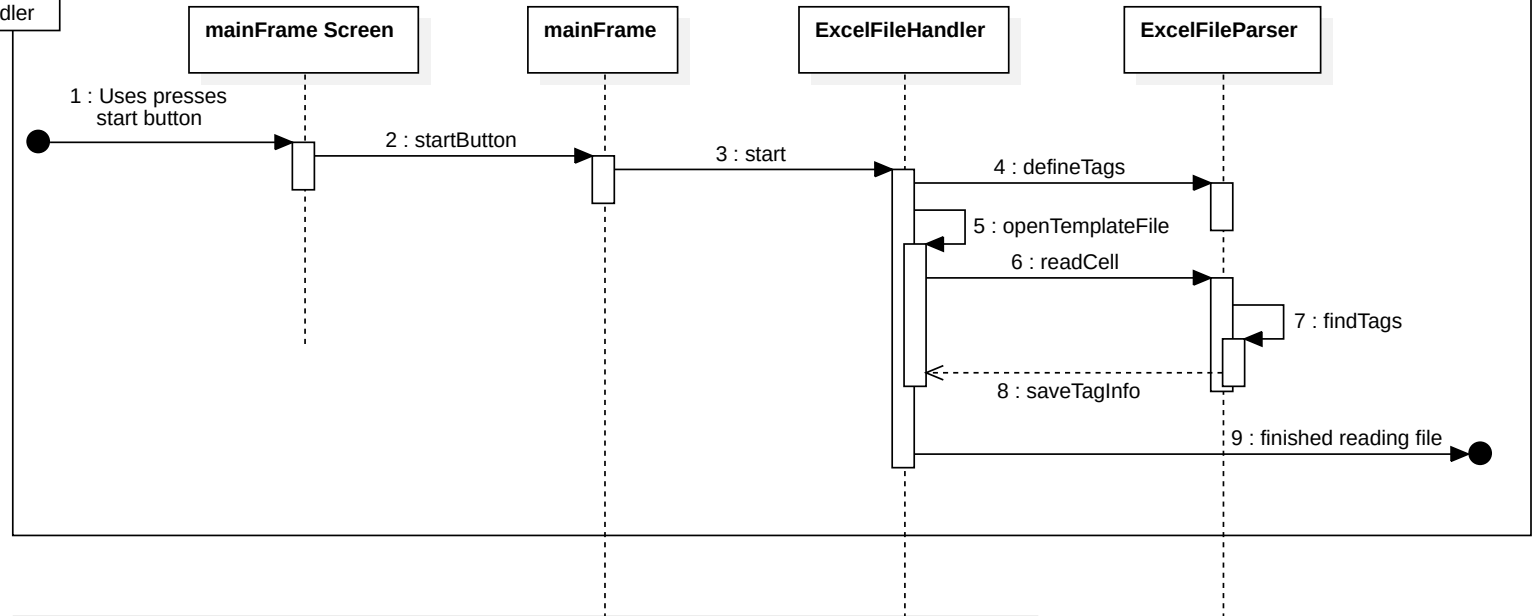 dler
mainFrame Screen
mainFrame
ExcelFileHandler
ExcelFileParser
1 : Uses presses
start button
2 : startButton
3 : start
4 : defineTags
5 : openTemplateFile
6 : readCell
7 : findTags
8 : saveTagInfo
9 : finished reading file